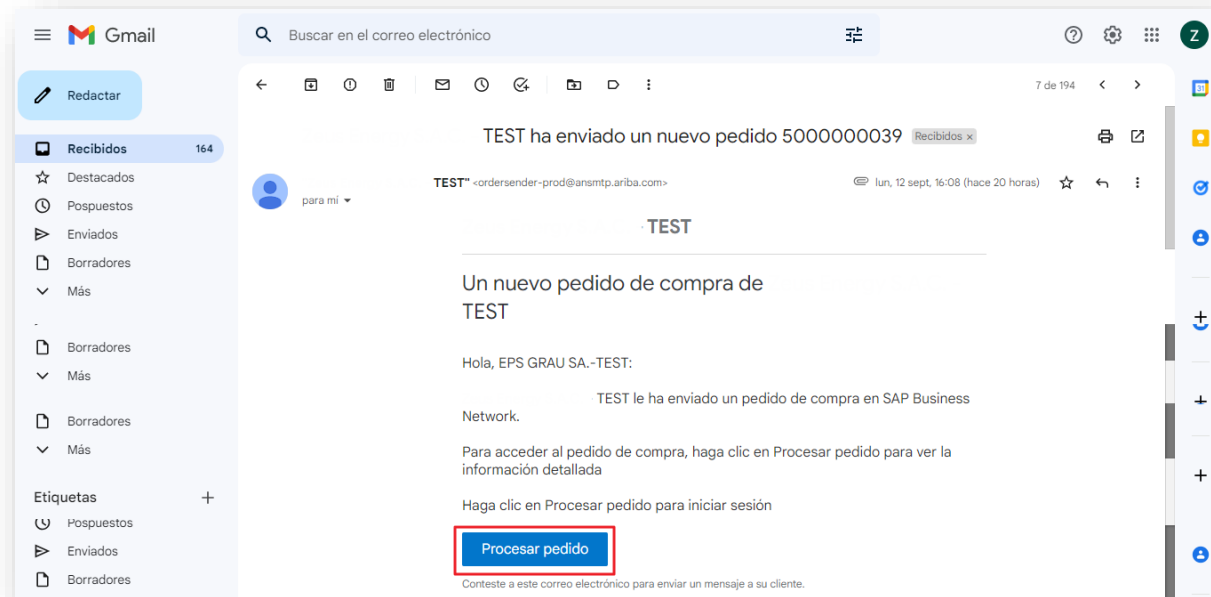 Gmail
Buscar en el correo electrónico
Z
Redactar
7 de 194
31
Recibidos 164
Destacados
Pospuestos
Enviados
Borradores
Más
-
Borradores
Más
Borradores
Más
Etiquetas
Pospuestos
Enviados
Borradores
TEST ha enviado un nuevo pedido 5000000039 Recibidos ×
TEST" <ordersender-prod@ansmtp.ariba.com> lun, 12 sept, 16:08 (hace 20 horas)
para mí
TEST
Un nuevo pedido de compra de
TEST
Hola, EPS GRAU SA.-TEST:
TEST le ha enviado un pedido de compra en SAP Business
Network.
Para acceder al pedido de compra, haga clic en Procesar pedido para ver la
información detallada
Haga clic en Procesar pedido para iniciar sesión
Procesar pedido
Conteste a este correo electrónico para enviar un mensaje a su cliente.